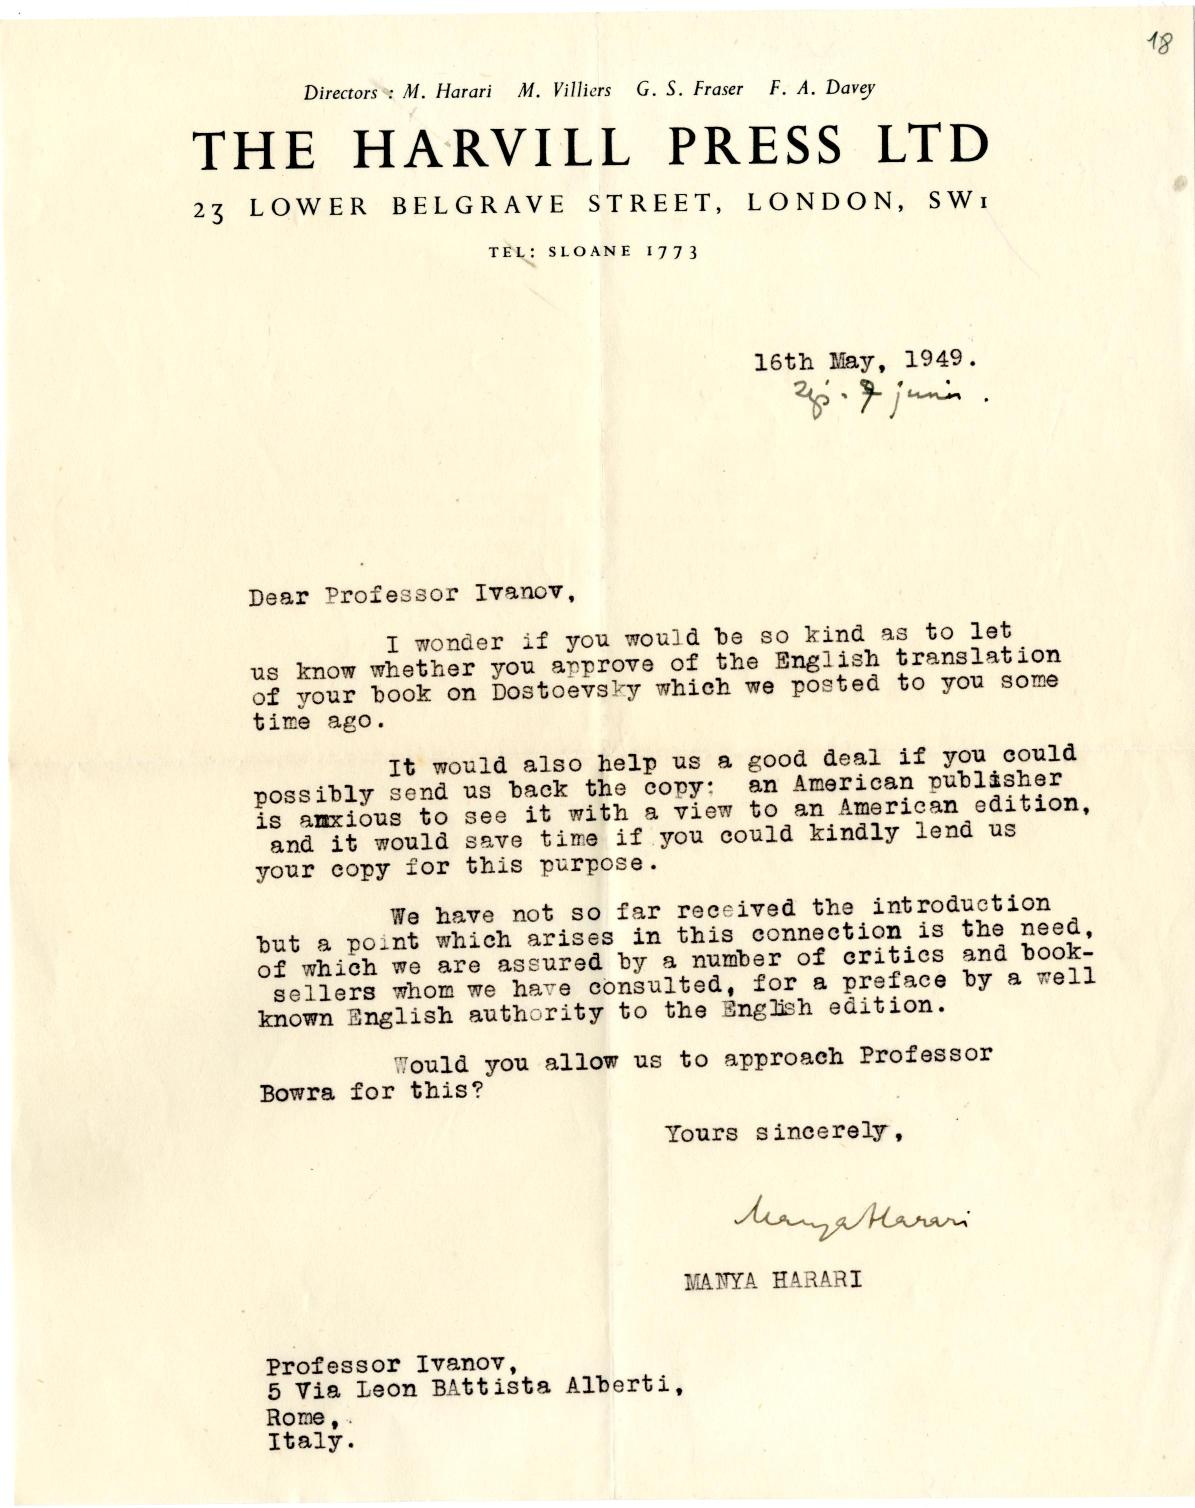 18
Directors : M. Harari M. Villiers G. S. Fraser F. A. Davey
THE HARVILL PRESS LTD
23 LOWER BELGRAVE STREET, LONDON, SW1
TEL: SLOANE 1773
16th May, 1949.
7 juin .
Dear Professor Ivanov,
I wonder if you would be so kind as to let
us know whether you approve of the English translation
of your book on Dostoevsky which we posted to you some
time ago.
It would also help us a good deal if you could
possibly send us back the copy: an American publisher
is anxious to see it with a view to an American edition,
and it would save time if you could kindly lend us
your copy for this purpose.
We have not so far received the introduction
but a point which arises in this connection is the need,
of which we are assured by a number of critics and book-
sellers whom we have consulted, for a preface by a well
known English authority to the English edition.
Would you allow us to approach Professor
Bowra for this?
Yours sincerely,
Manya Harari
MANYA HARARI
Professor Ivanov,
5 Via Leon BAttista Alberti,
Rome,
Italy.